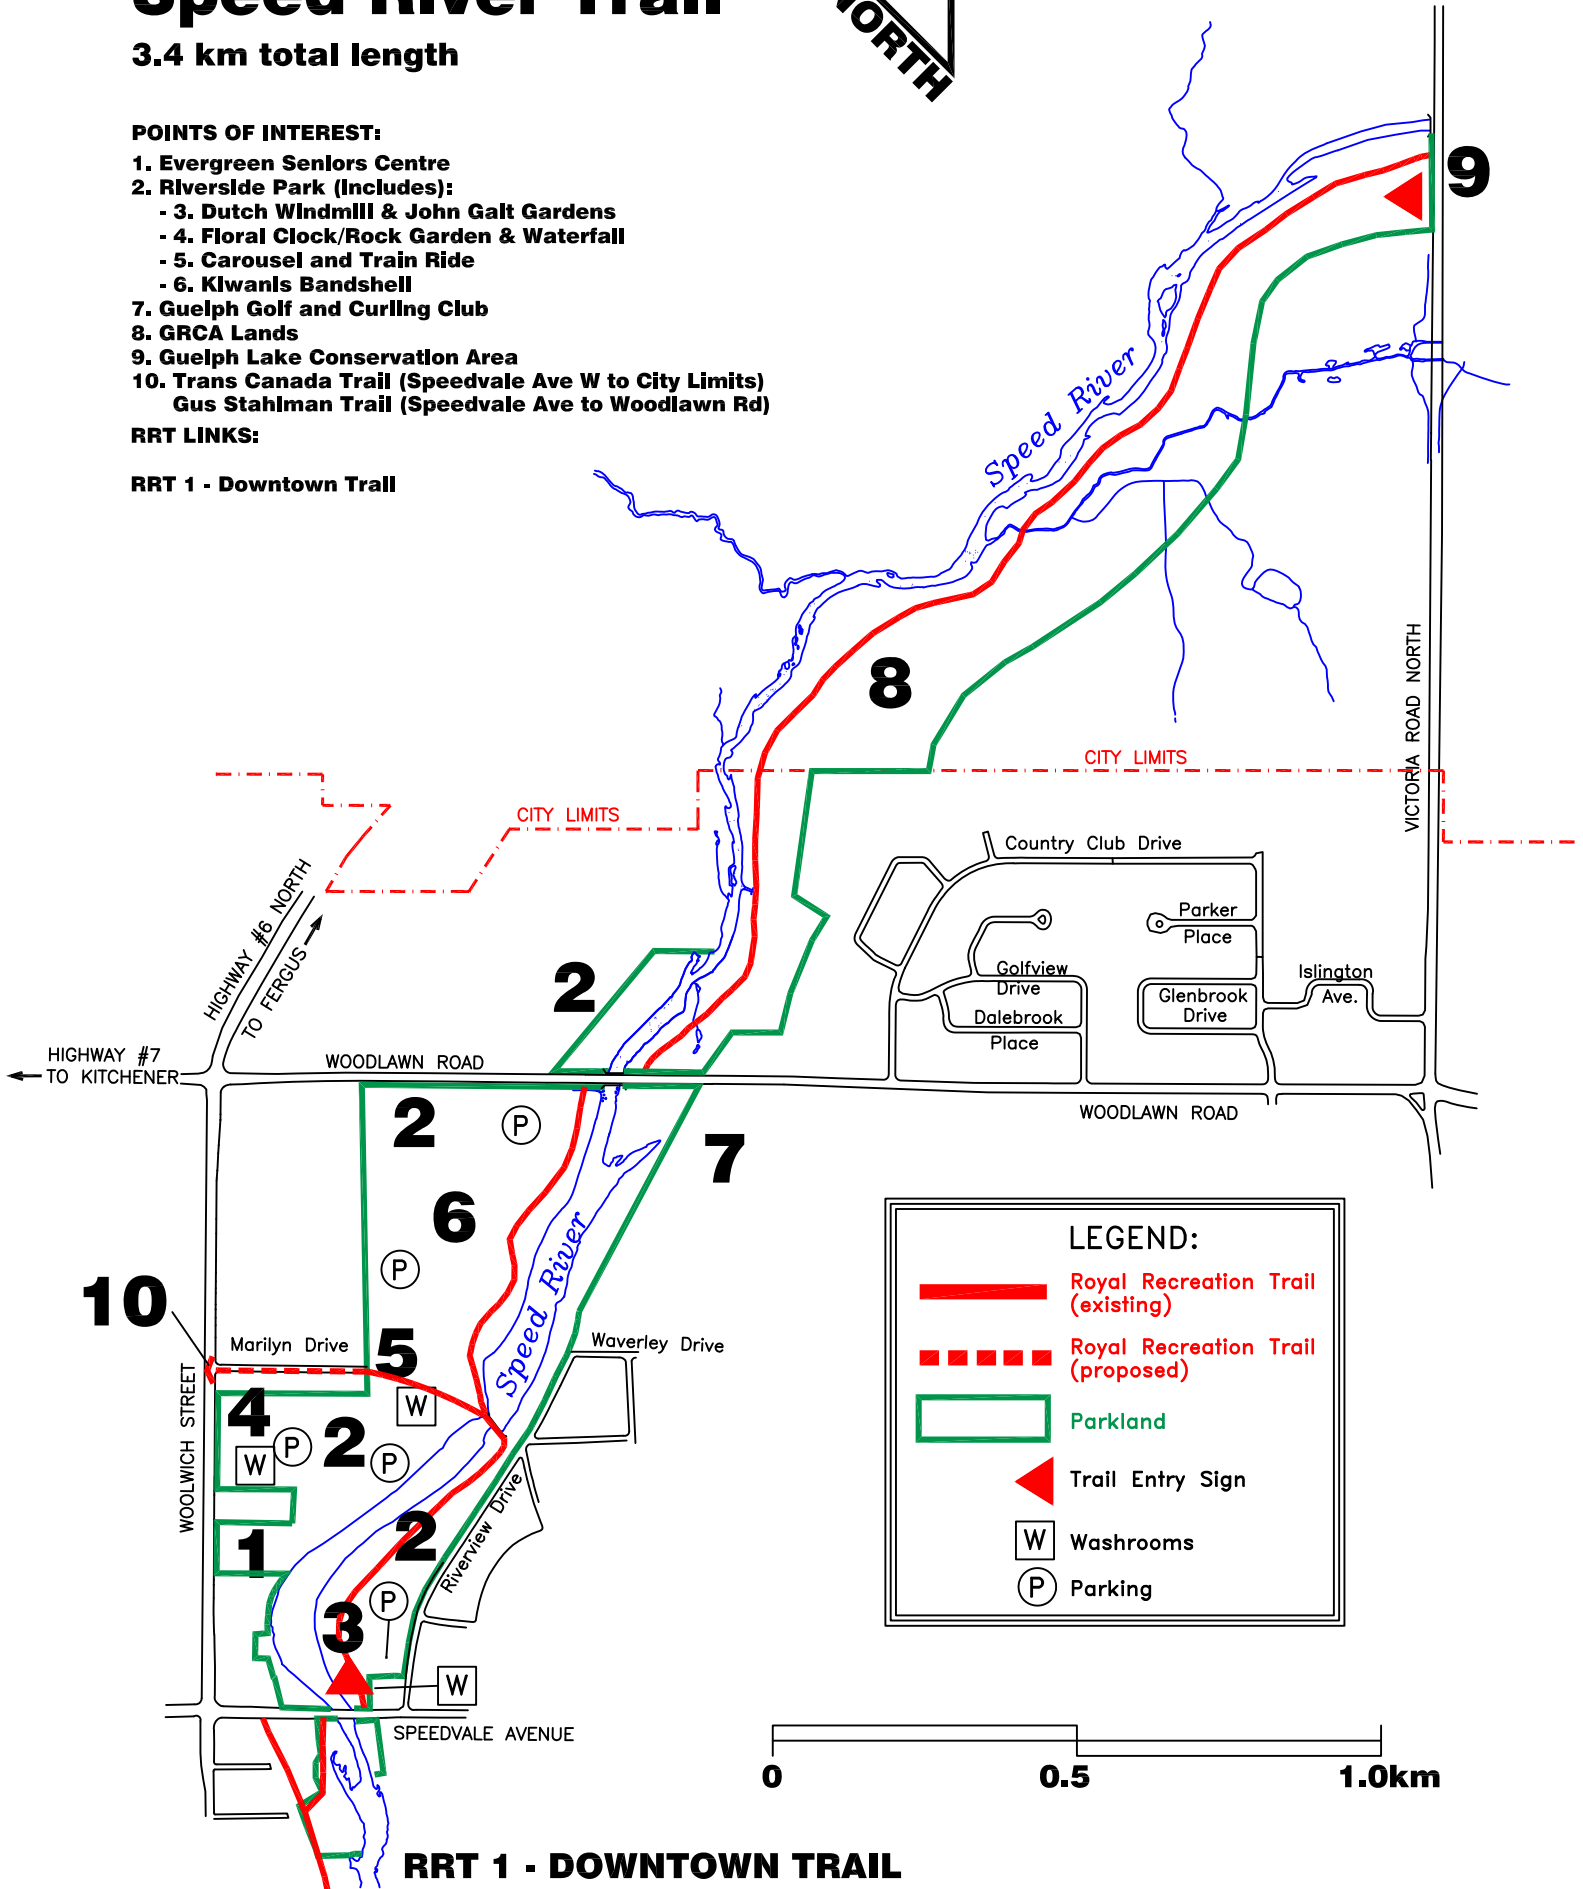 Speed River Trail
3.4 km total length
NORTH
POINTS OF INTEREST:
1. Evergreen Seniors Centre
2. Riverside Park (Includes):
- 3. Dutch Windmill & John Galt Gardens
- 4. Floral Clock/Rock Garden & Waterfall
- 5. Carousel and Train Ride
- 6. Kiwanis Bandshell
7. Guelph Golf and Curling Club
8. GRCA Lands
9. Guelph Lake Conservation Area
10. Trans Canada Trail (Speedvale Ave W to City Limits)
Gus Stahlman Trail (Speedvale Ave to Woodlawn Rd)
RRT LINKS:
RRT 1 - Downtown Trail
9
Speed River
8
VICTORIA ROAD NORTH
CITY LIMITS
CITY LIMITS
HIGHWAY #6 NORTH
TO FERGUS
Country Club Drive
Parker
Place
Golfview
Drive
Islington
Ave.
Glenbrook
Drive
Dalebrook
Place
2
HIGHWAY #7
TO KITCHENER
WOODLAWN ROAD
WOODLAWN ROAD
2
P
7
6
P
Speed River
10
Marilyn Drive
5
Waverley Drive
WOOLWICH STREET
4
W
P
2
W
P
1
2
Riverview Drive
P
3
W
SPEEDVALE AVENUE
LEGEND:
Royal Recreation Trail
(existing)
Royal Recreation Trail
(proposed)
Parkland
Trail Entry Sign
W Washrooms
P Parking
0 0.5 1.0km
RRT 1 - DOWNTOWN TRAIL